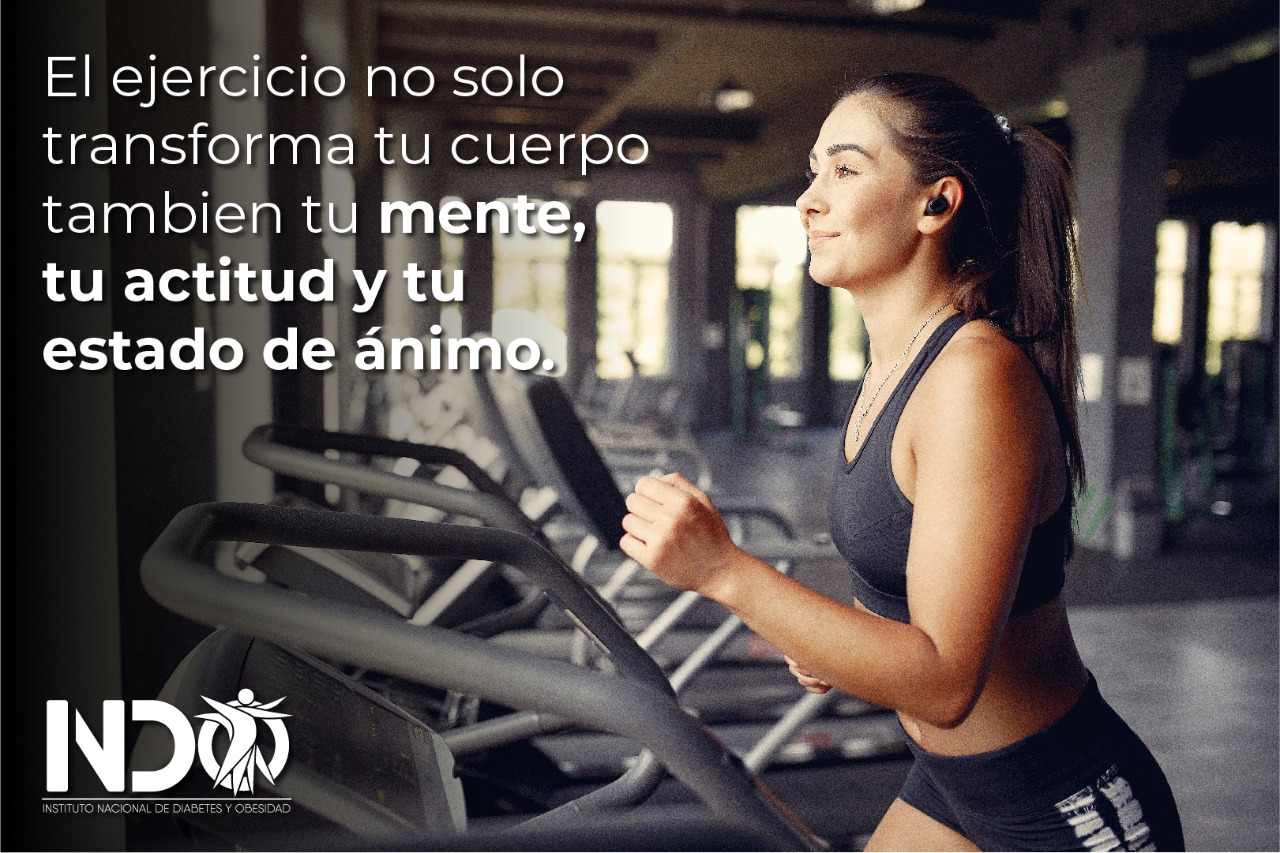 El ejercicio no solo
transforma tu cuerpo
tambien tu mente,
tu actitud y tu
estado de ánimo.
INDO
INSTITUTO NACIONAL DE DIABETES Y OBESIDAD